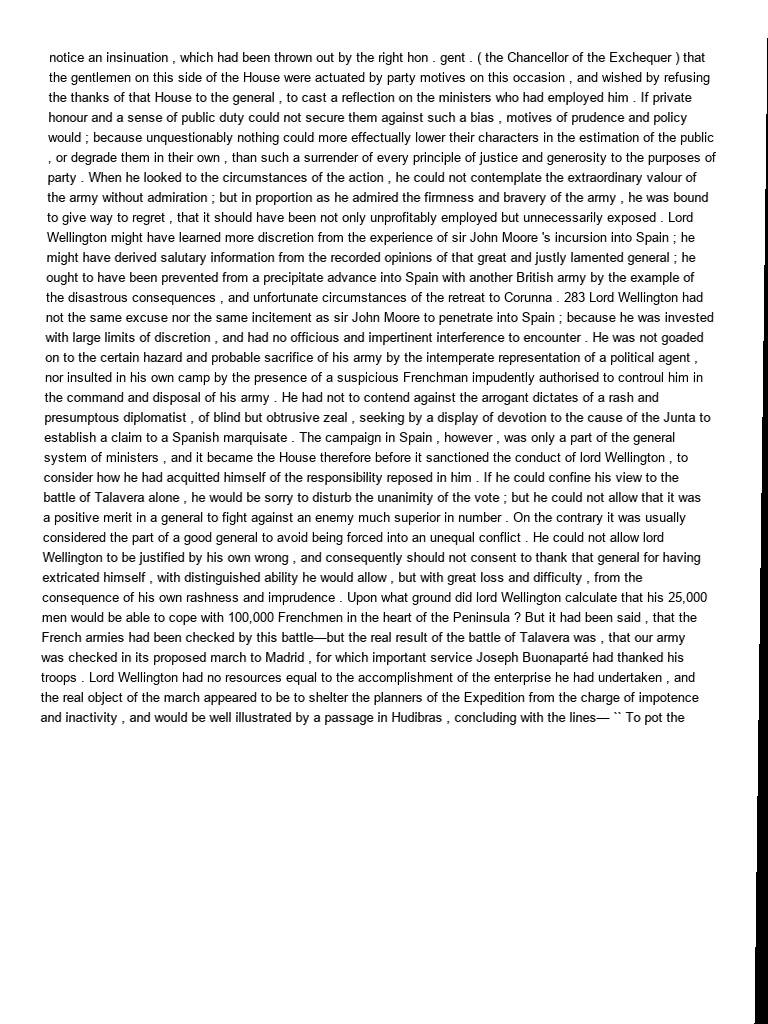 notice an insinuation , which had been thrown out by the right hon . gent . ( the Chancellor of the Exchequer ) that
the gentlemen on this side of the House were actuated by party motives on this occasion , and wished by refusing
the thanks of that House to the general , to cast a reflection on the ministers who had employed him . If private
honour and a sense of public duty could not secure them against such a bias , motives of prudence and policy
would ; because unquestionably nothing could more effectually lower their characters in the estimation of the public
, or degrade them in their own , than such a surrender of every principle of justice and generosity to the purposes of
party . When he looked to the circumstances of the action , he could not contemplate the extraordinary valour of
the army without admiration ; but in proportion as he admired the firmness and bravery of the army , he was bound
to give way to regret , that it should have been not only unprofitably employed but unnecessarily exposed . Lord
Wellington might have learned more discretion from the experience of sir John Moore 's incursion into Spain ; he
might have derived salutary information from the recorded opinions of that great and justly lamented general ; he
ought to have been prevented from a precipitate advance into Spain with another British army by the example of
the disastrous consequences , and unfortunate circumstances of the retreat to Corunna . 283 Lord Wellington had
not the same excuse nor the same incitement as sir John Moore to penetrate into Spain ; because he was invested
with large limits of discretion , and had no officious and impertinent interference to encounter . He was not goaded
on to the certain hazard and probable sacrifice of his army by the intemperate representation of a political agent ,
nor insulted in his own camp by the presence of a suspicious Frenchman impudently authorised to controul him in
the command and disposal of his army . He had not to contend against the arrogant dictates of a rash and
presumptous diplomatist , of blind but obtrusive zeal , seeking by a display of devotion to the cause of the Junta to
establish a claim to a Spanish marquisate . The campaign in Spain , however , was only a part of the general
system of ministers , and it became the House therefore before it sanctioned the conduct of lord Wellington , to
consider how he had acquitted himself of the responsibility reposed in him . If he could confine his view to the
battle of Talavera alone , he would be sorry to disturb the unanimity of the vote ; but he could not allow that it was
a positive merit in a general to fight against an enemy much superior in number . On the contrary it was usually
considered the part of a good general to avoid being forced into an unequal conflict . He could not allow lord
Wellington to be justified by his own wrong , and consequently should not consent to thank that general for having
extricated himself , with distinguished ability he would allow , but with great loss and difficulty , from the
consequence of his own rashness and imprudence . Upon what ground did lord Wellington calculate that his 25,000
men would be able to cope with 100,000 Frenchmen in the heart of the Peninsula ? But it had been said , that the
French armies had been checked by this battle—but the real result of the battle of Talavera was , that our army
was checked in its proposed march to Madrid , for which important service Joseph Buonaparté had thanked his
troops . Lord Wellington had no resources equal to the accomplishment of the enterprise he had undertaken , and
the real object of the march appeared to be to shelter the planners of the Expedition from the charge of impotence
and inactivity , and would be well illustrated by a passage in Hudibras , concluding with the lines— `` To pot the